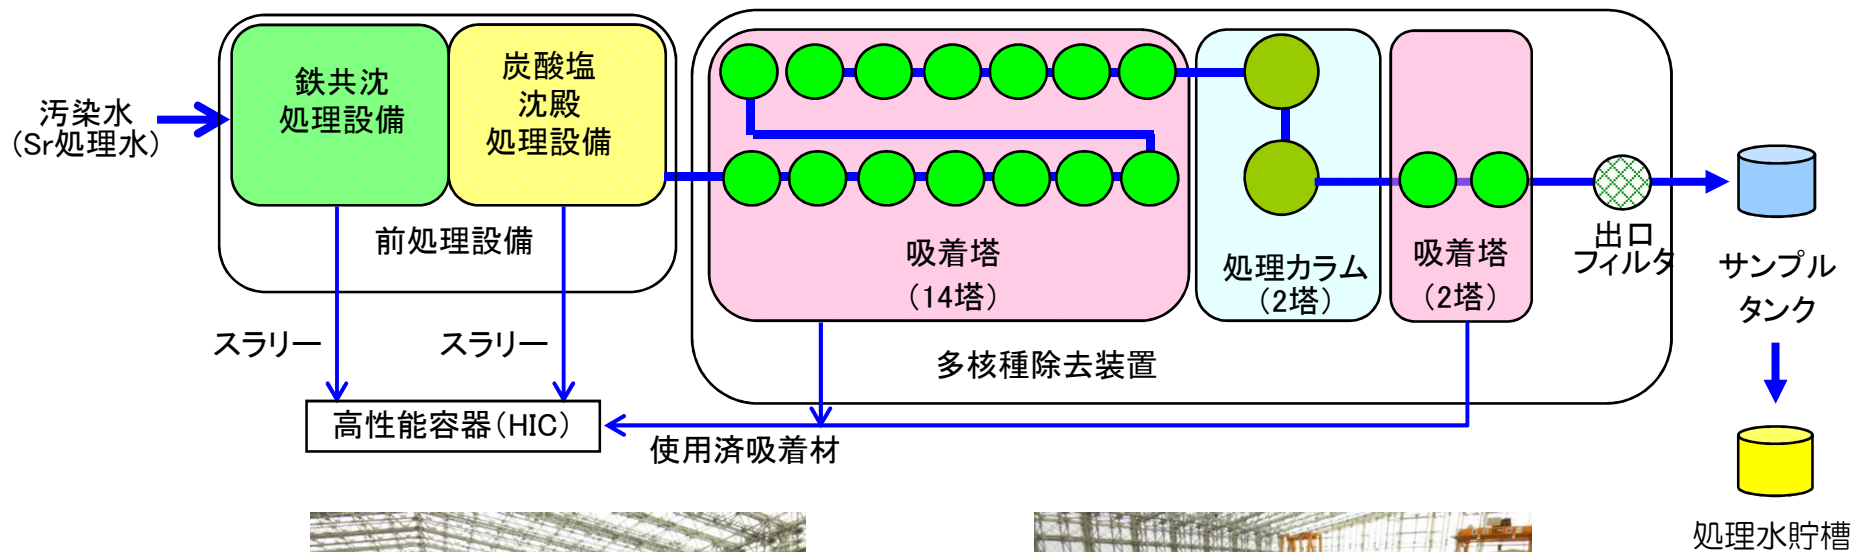 汚染水
（Sr処理水）
鉄共沈
処理設備
炭酸塩
沈殿
処理設備
前処理設備
スラリー
スラリー
高性能容器（HIC）
吸着塔
（14塔）
処理カラム
（2塔）
吸着塔
（2塔）
多核種除去装置
使用済吸着材
出口
フィルタ
サンプル
タンク
処理水貯槽